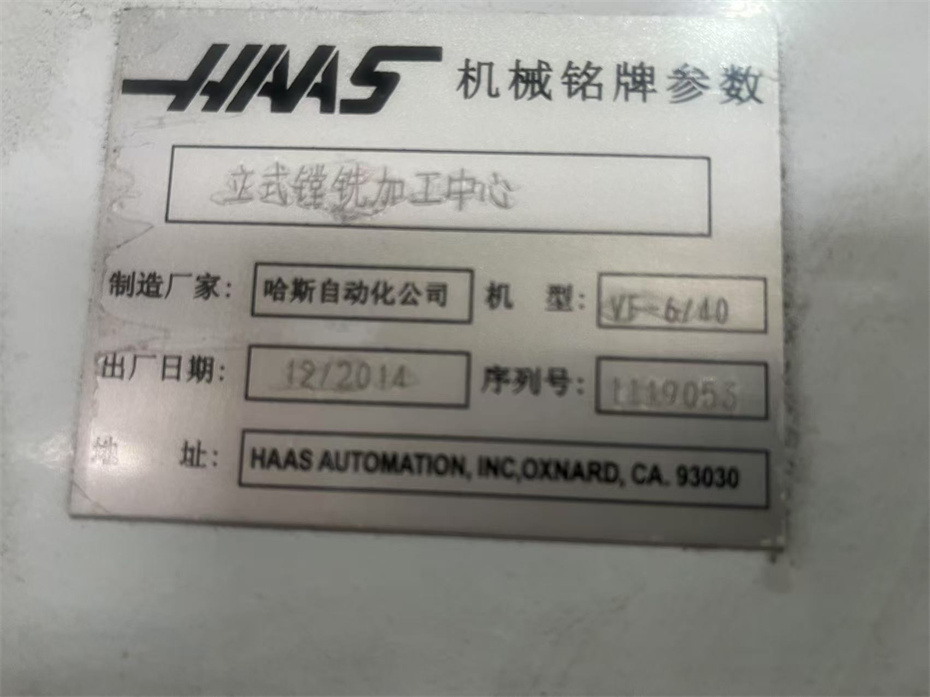 HAAS 机械铭牌参数
立式镗铣加工中心
制造厂家: 哈斯自动化公司 机 型: VF-6/40
出厂日期: 12/2014 序列号: 1119053
地 址: HAAS AUTOMATION, INC,OXNARD, CA. 93030